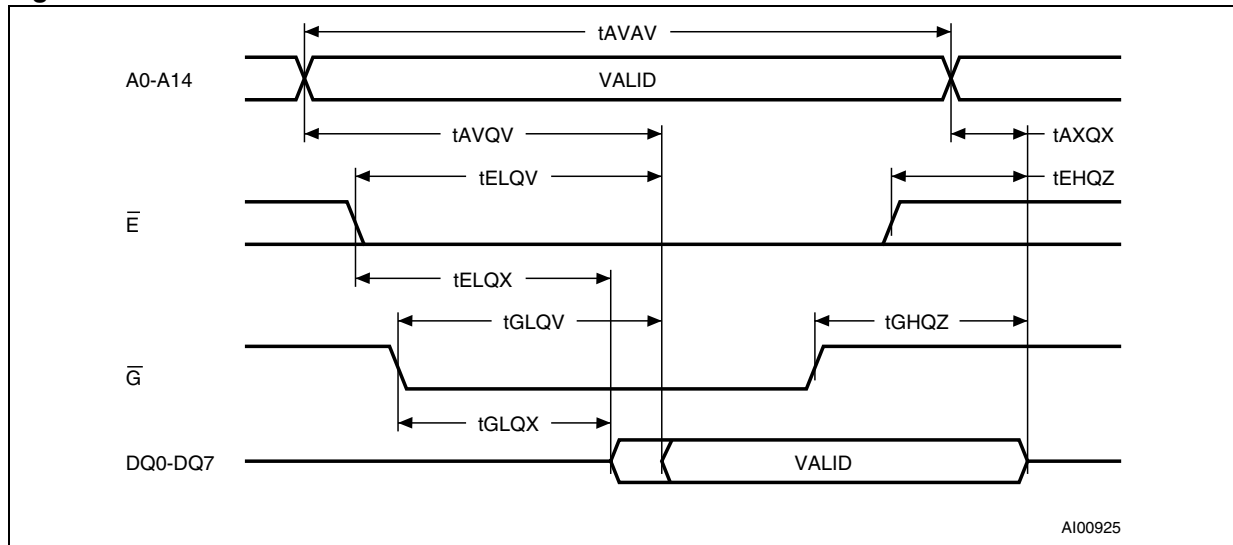 tAVAV
A0-A14
VALID
tAVQV
tAXQX
tELQV
tEHQZ
E̅
tELQX
tGLQV
tGHQZ
G̅
tGLQX
DQ0-DQ7
VALID
AI00925